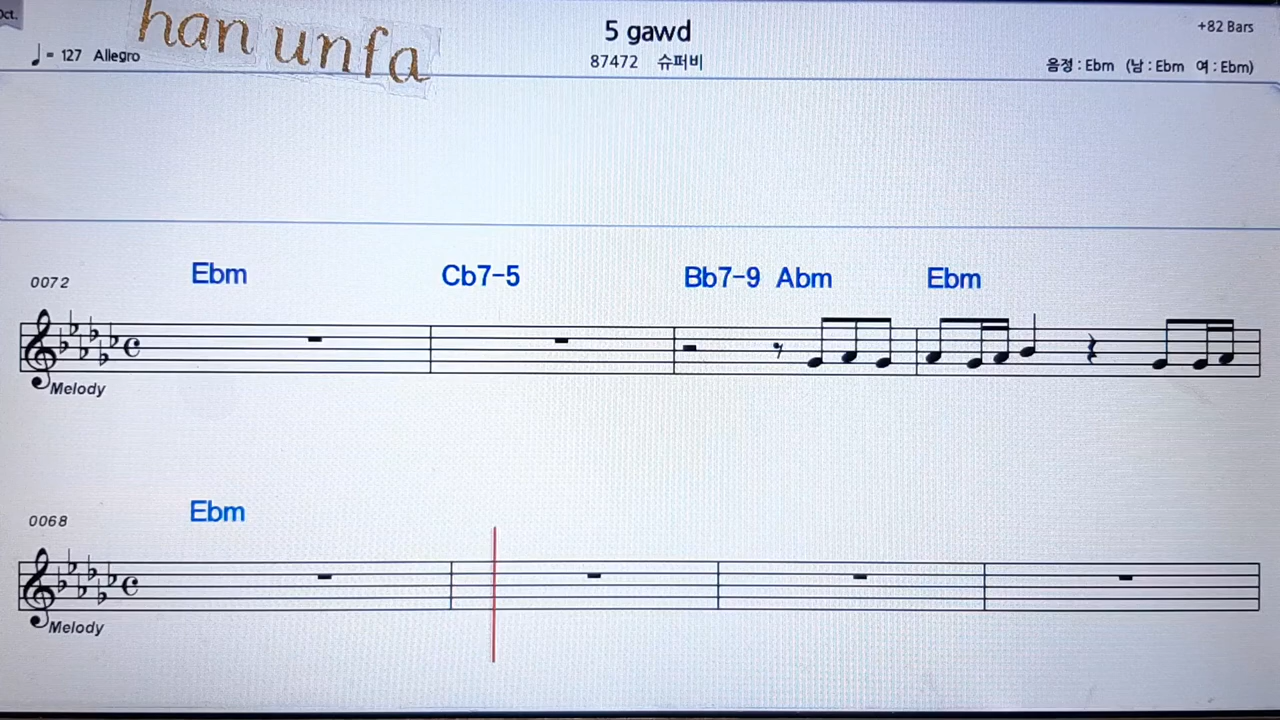 Oct.
han unfa
5 gawd
+82 Bars
♩= 127 Allegro
87472 슈퍼비
음정 : Ebm (남 : Ebm 여 : Ebm)
0072
Ebm Cb7-5 Bb7-9 Abm Ebm
Melody
0068
Ebm
Melody